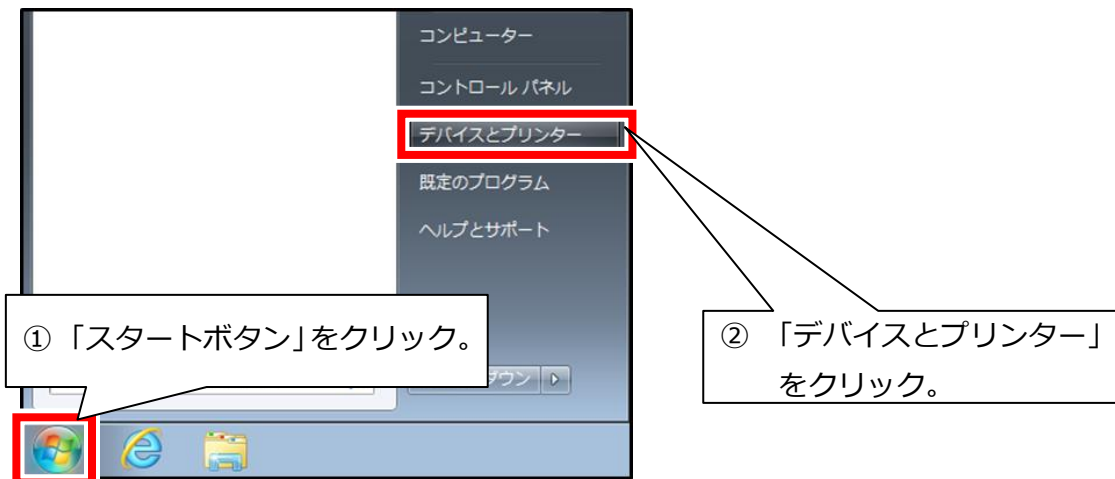 コンピューター
コントロール パネル
デバイスとプリンター
既定のプログラム
ヘルプとサポート
① 「スタートボタン」をクリック。
ダウン
② 「デバイスとプリンター」
をクリック。